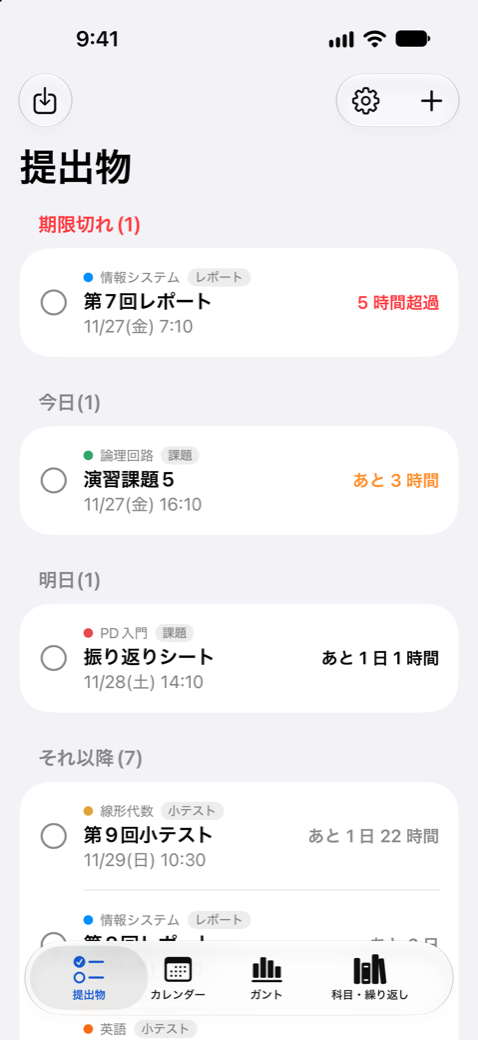 9:41
提出物
期限切れ(1)
情報システム レポート
第7回レポート
5 時間超過
11/27(金) 7:10
今日(1)
論理回路 課題
演習課題5
あと 3 時間
11/27(金) 16:10
明日(1)
PD入門 課題
振り返りシート
あと 1 日 1 時間
11/28(土) 14:10
それ以降(7)
線形代数 小テスト
第9回小テスト
あと 1 日 22 時間
11/29(日) 10:30
情報システム レポート
提出物 カレンダー ガント 科目・繰り返し
英語 小テスト